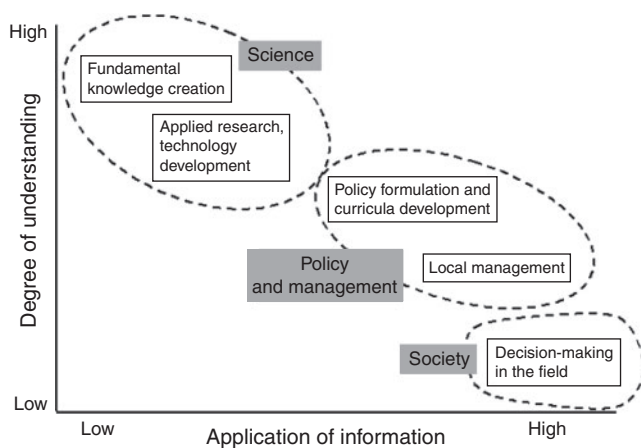 High
Science
Fundamental
knowledge creation
Applied research,
technology
development
Policy formulation and
curricula development
Policy
and management
Local management
Society
Decision-making
in the field
Degree of understanding
Low
Low
Application of information
High